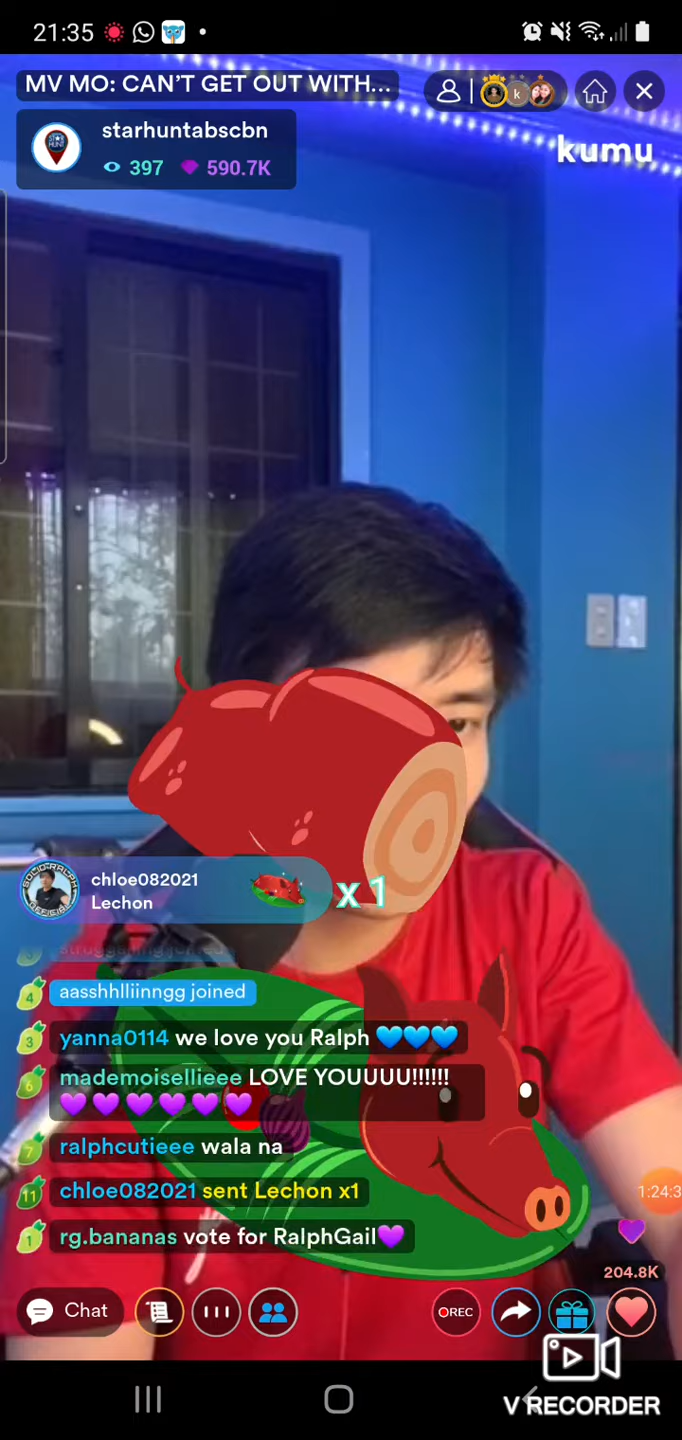 21:35
MV MO: CAN'T GET OUT WITH...
k
starhuntabscbn
397 590.7K
kumu
chloe082021
Lechon
x 1
4 aasshhlliinngg joined
3 yanna0114 we love you Ralph 💙💙💙
6 mademoisellieee LOVE YOUUUU!!!!!!
💜💜💜💜💜💜
7 ralphcutieee wala na
11 chloe082021 sent Lechon x1
1:24:3
1 rg.bananas vote for RalphGail💜
204.8K
Chat
REC
V RECORDER